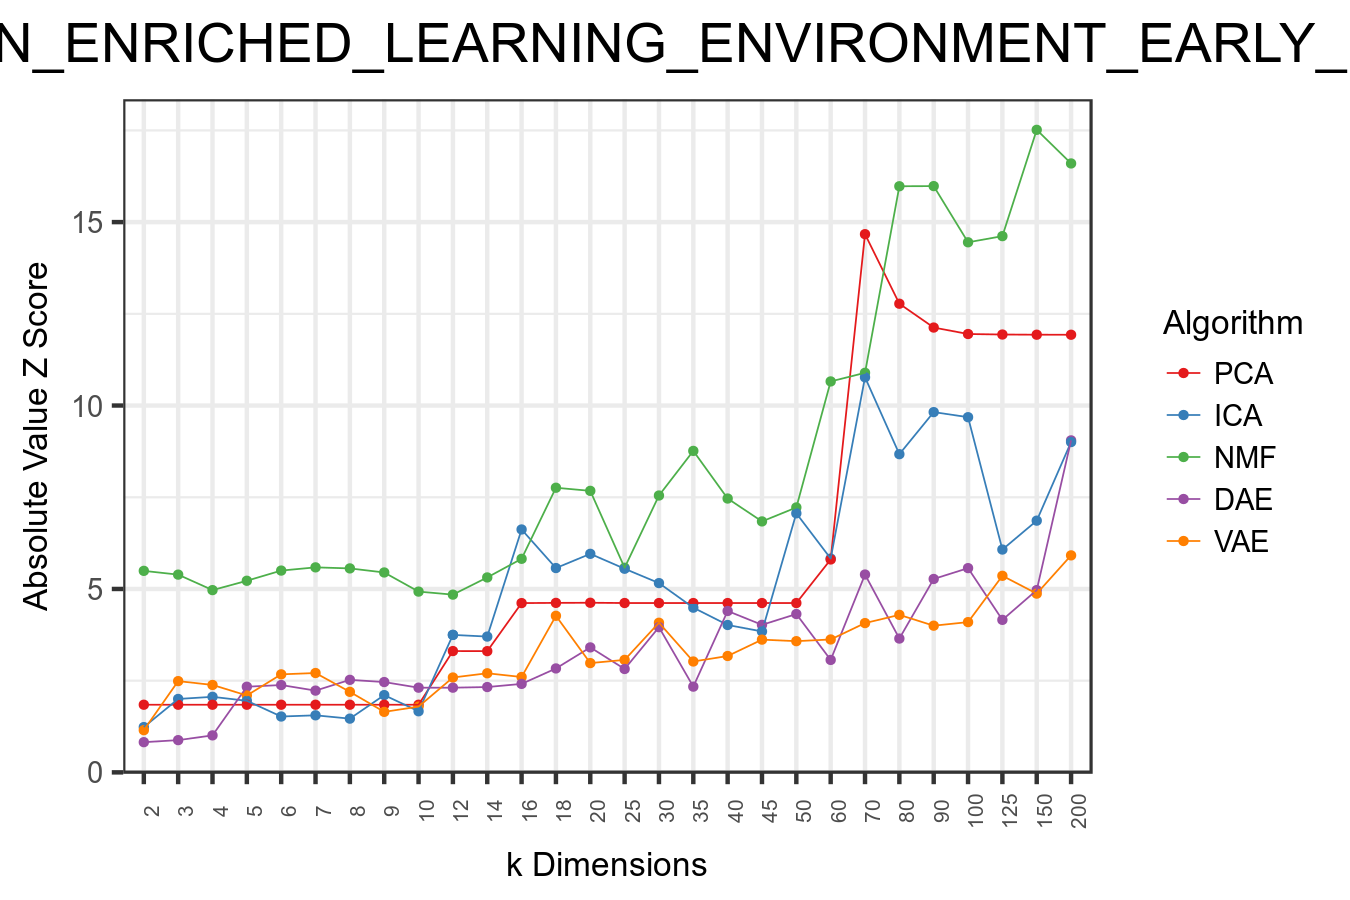 N_ENRICHED_LEARNING_ENVIRONMENT_EARLY_
Absolute Value Z Score
15
10
5
0
2 3 4 5 6 7 8 9 10 12 14 16 18 20 25 30 35 40 45 50 60 70 80 90 100 125 150 200
k Dimensions
Algorithm
PCA
ICA
NMF
DAE
VAE